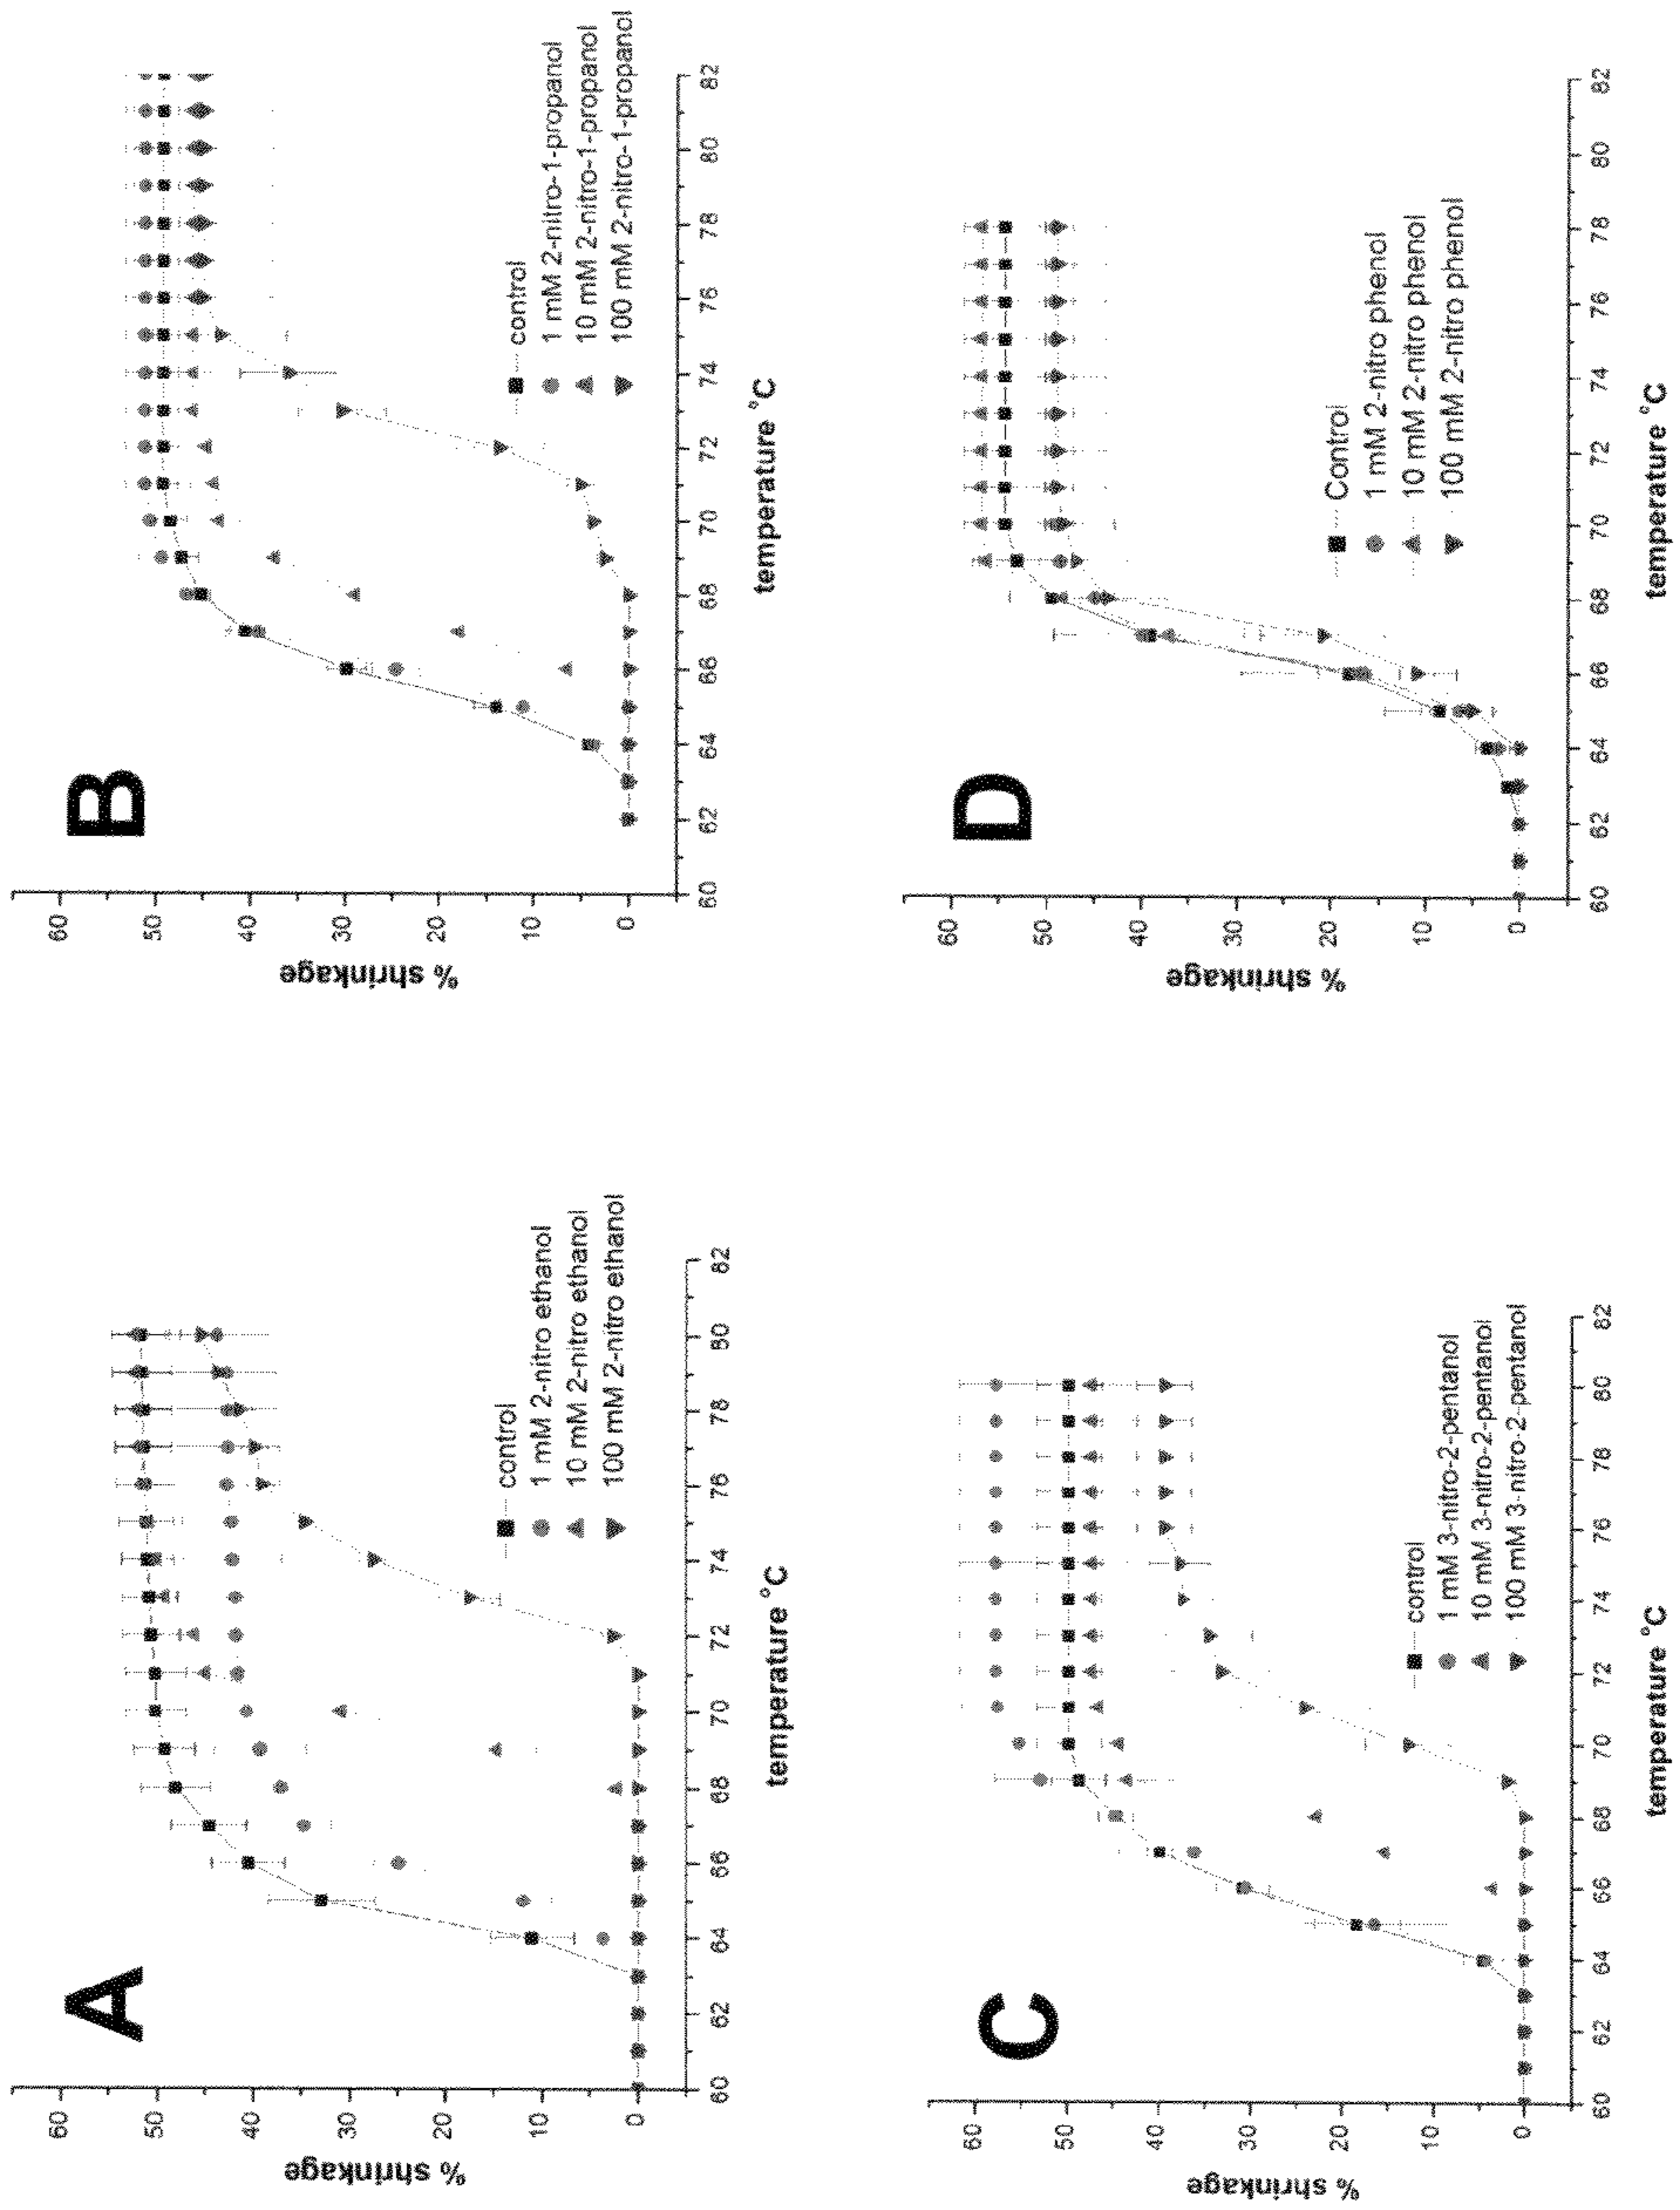 A
60
50
40
30
20
10
0
% shrinkage
60
62
64
66
68
70
72
74
76
78
80
82
temperature °C
control
1 mM 2-nitro ethanol
10 mM 2-nitro ethanol
100 mM 2-nitro ethanol
B
60
50
40
30
20
10
0
% shrinkage
60
62
64
66
68
70
72
74
76
78
80
82
temperature °C
control
1 mM 2-nitro-1-propanol
10 mM 2-nitro-1-propanol
100 mM 2-nitro-1-propanol
C
60
50
40
30
20
10
0
% shrinkage
60
62
64
66
68
70
72
74
76
78
80
82
temperature °C
control
1 mM 3-nitro-2-pentanol
10 mM 3-nitro-2-pentanol
100 mM 3-nitro-2-pentanol
D
60
50
40
30
20
10
0
% shrinkage
60
62
64
66
68
70
72
74
76
78
80
82
temperature °C
Control
1 mM 2-nitro phenol
10 mM 2-nitro phenol
100 mM 2-nitro phenol